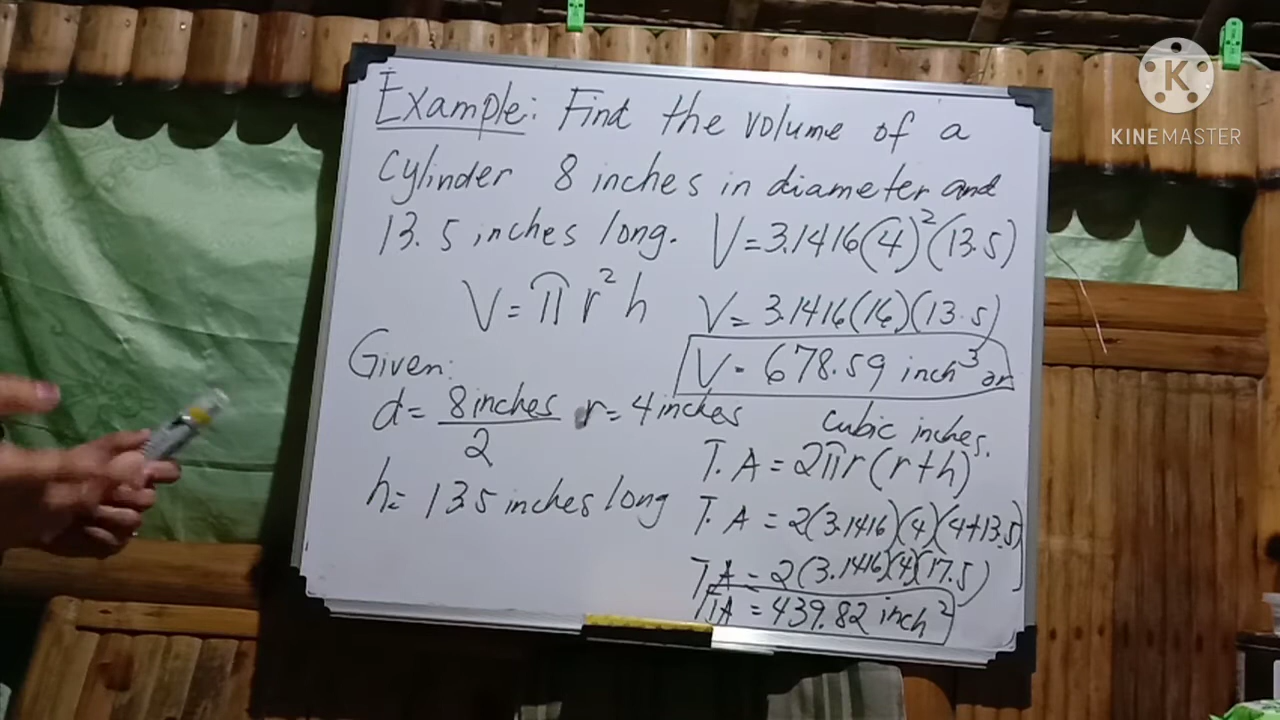 Example: Find the volume of a
cylinder 8 inches in diameter and
13.5 inches long.
V = π r² h
Given:
d = 8 inches / 2 r = 4 inches
h = 13.5 inches long
V = 3.1416(4)²(13.5)
V = 3.1416(16)(13.5)
V = 678.59 inch³ or
cubic inches.
T.A = 2πr(r+h)
T.A = 2(3.1416)(4)(4+13.5)
TA = 2(3.1416)(4)(17.5)
TA = 439.82 inch²
K
KINEMASTER